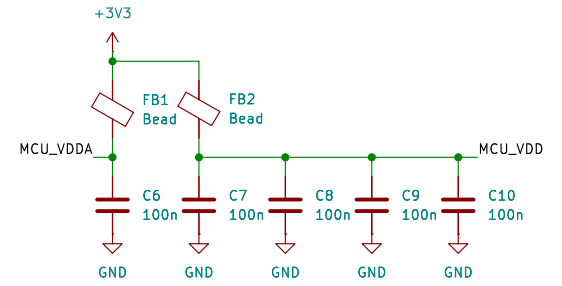 +3V3
FB1
Bead
FB2
Bead
MCU_VDDA
MCU_VDD
C6
100n
C7
100n
C8
100n
C9
100n
C10
100n
GND
GND
GND
GND
GND